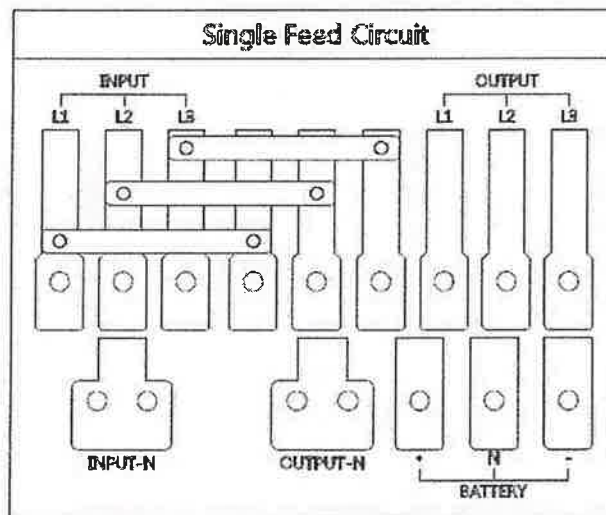 Single Feed Circuit
INPUT OUTPUT
L1 L2 L3 L1 L2 L3
INPUT-N OUTPUT-N + N -
BATTERY